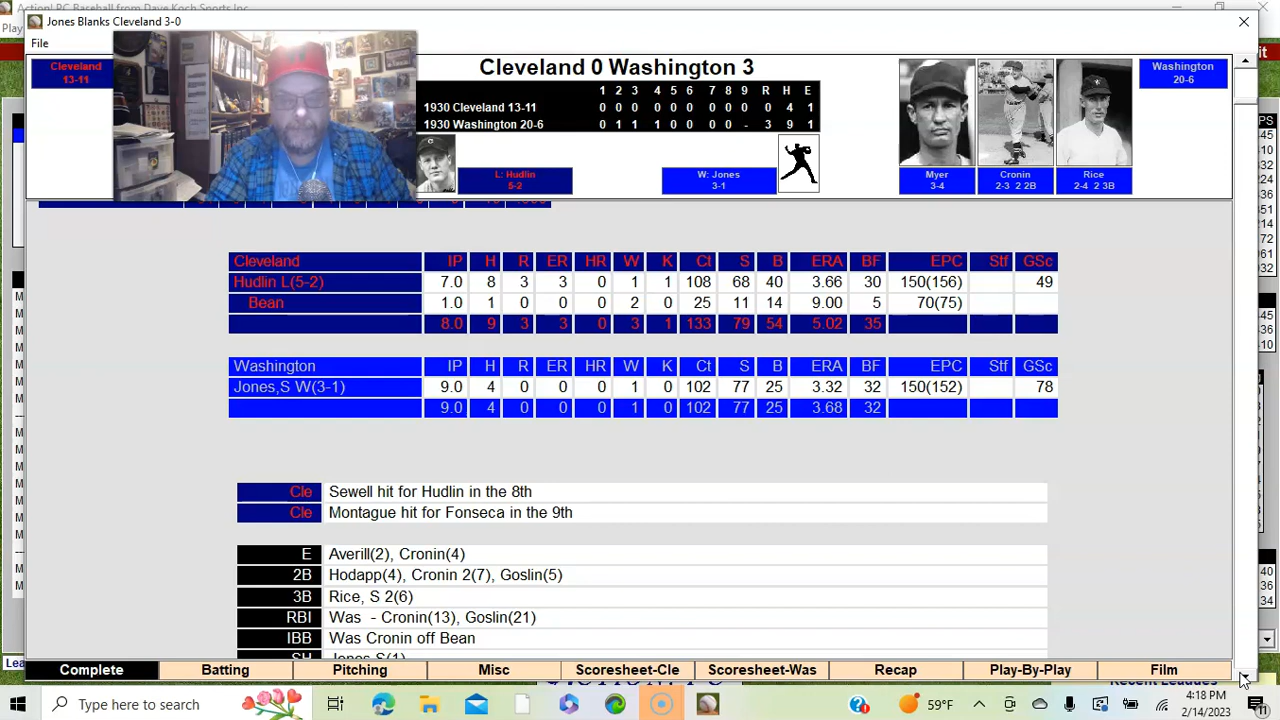 Action! PC Baseball from Dave Koch Sports Inc
Jones Blanks Cleveland 3-0
File
Cleveland
13-11
Cleveland 0 Washington 3
1 2 3 4 5 6 7 8 9 R H E
1930 Cleveland 13-11 0 0 0 0 0 0 0 0 0 0 4 1
1930 Washington 20-6 0 1 1 1 0 0 0 0 - 3 9 1
L: Hudlin
5-2
W: Jones
3-1
Myer
3-4
Cronin
2-3 2 2B
Rice
2-4 2 3B
Washington
20-6
Cleveland IP H R ER HR W K Ct S B ERA BF EPC Stf GSc
Hudlin L(5-2) 7.0 8 3 3 0 1 1 108 68 40 3.66 30 150(156) 49
Bean 1.0 1 0 0 0 2 0 25 11 14 9.00 5 70(75)
8.0 9 3 3 0 3 1 133 79 54 5.02 35
Washington IP H R ER HR W K Ct S B ERA BF EPC Stf GSc
Jones,S W(3-1) 9.0 4 0 0 0 1 0 102 77 25 3.32 32 150(152) 78
9.0 4 0 0 0 1 0 102 77 25 3.68 32
Cle Sewell hit for Hudlin in the 8th
Cle Montague hit for Fonseca in the 9th
E Averill(2), Cronin(4)
2B Hodapp(4), Cronin 2(7), Goslin(5)
3B Rice, S 2(6)
RBI Was - Cronin(13), Goslin(21)
IBB Was Cronin off Bean
SH Jones,S(1)
Complete Batting Pitching Misc Scoresheet-Cle Scoresheet-Was Recap Play-By-Play Film
Type here to search
59°F
4:18 PM
2/14/2023